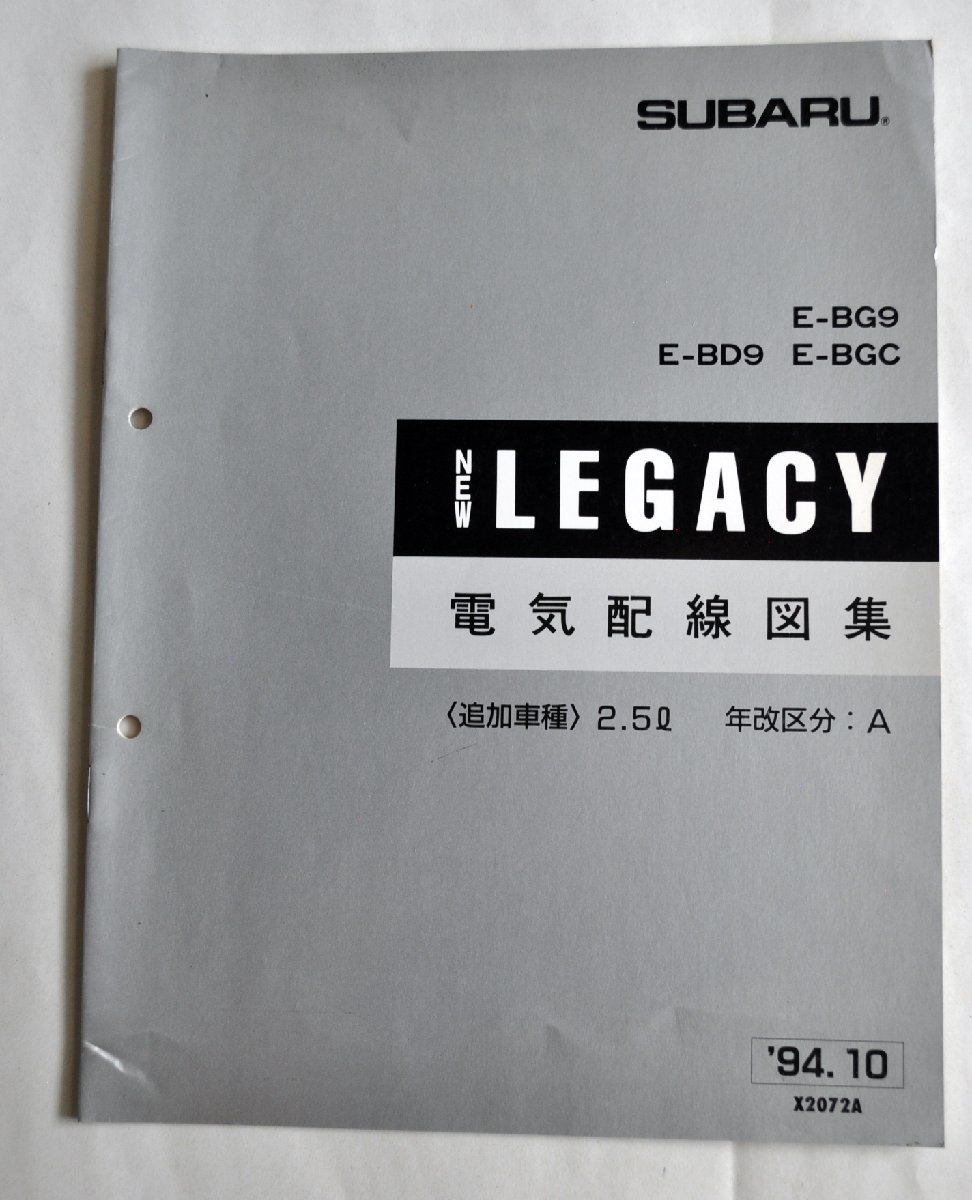 SUBARU®
E-BG9
E-BD9 E-BGC
NEW LEGACY
電気配線図集
〈追加車種〉2.5ℓ 年改区分：A
'94.10
X2072A